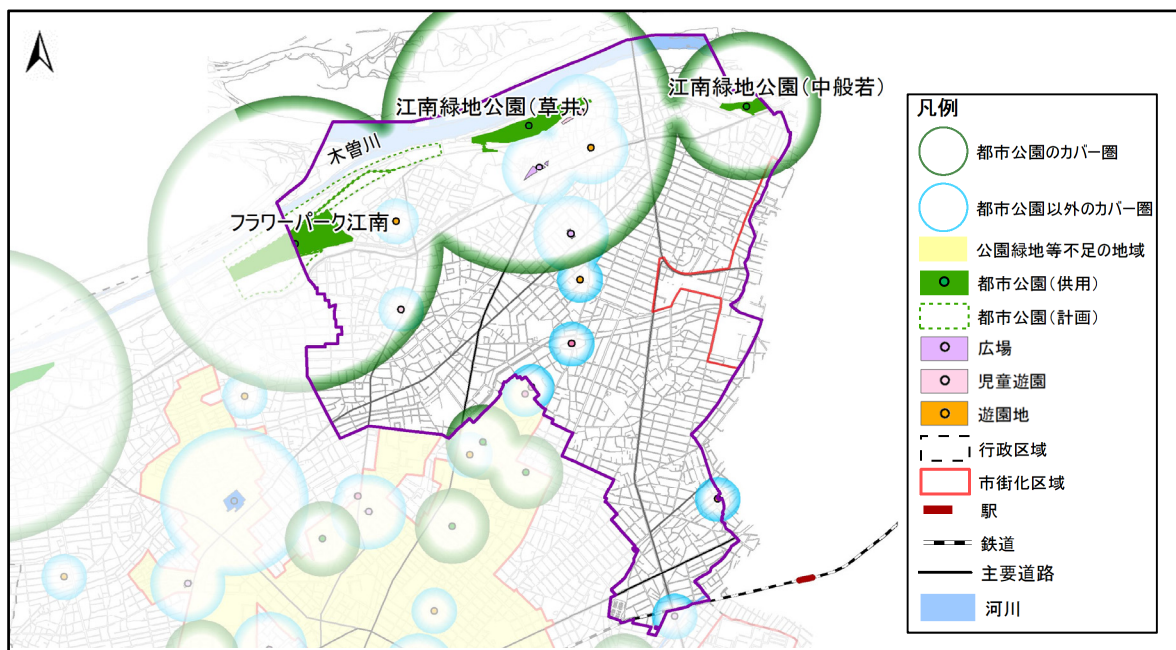 江南緑地公園(中般若)
江南緑地公園(草井)
木曽川
フラワーパーク江南
凡例
都市公園のカバー圏
都市公園以外のカバー圏
公園緑地等不足の地域
都市公園(供用)
都市公園(計画)
広場
児童遊園
遊園地
行政区域
市街化区域
駅
鉄道
主要道路
河川